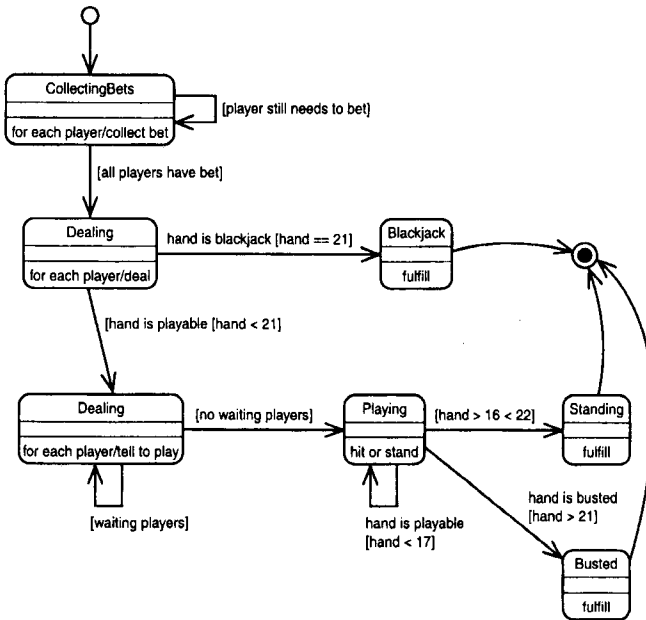 CollectingBets
[player still needs to bet]
for each player/collect bet
[all players have bet]
Dealing
hand is blackjack [hand == 21]
Blackjack
for each player/deal
fulfill
[hand is playable [hand < 21]
Dealing
[no waiting players]
Playing
[hand > 16 < 22]
Standing
for each player/tell to play
hit or stand
fulfill
[waiting players]
hand is playable
[hand < 17]
hand is busted
[hand > 21]
Busted
fulfill